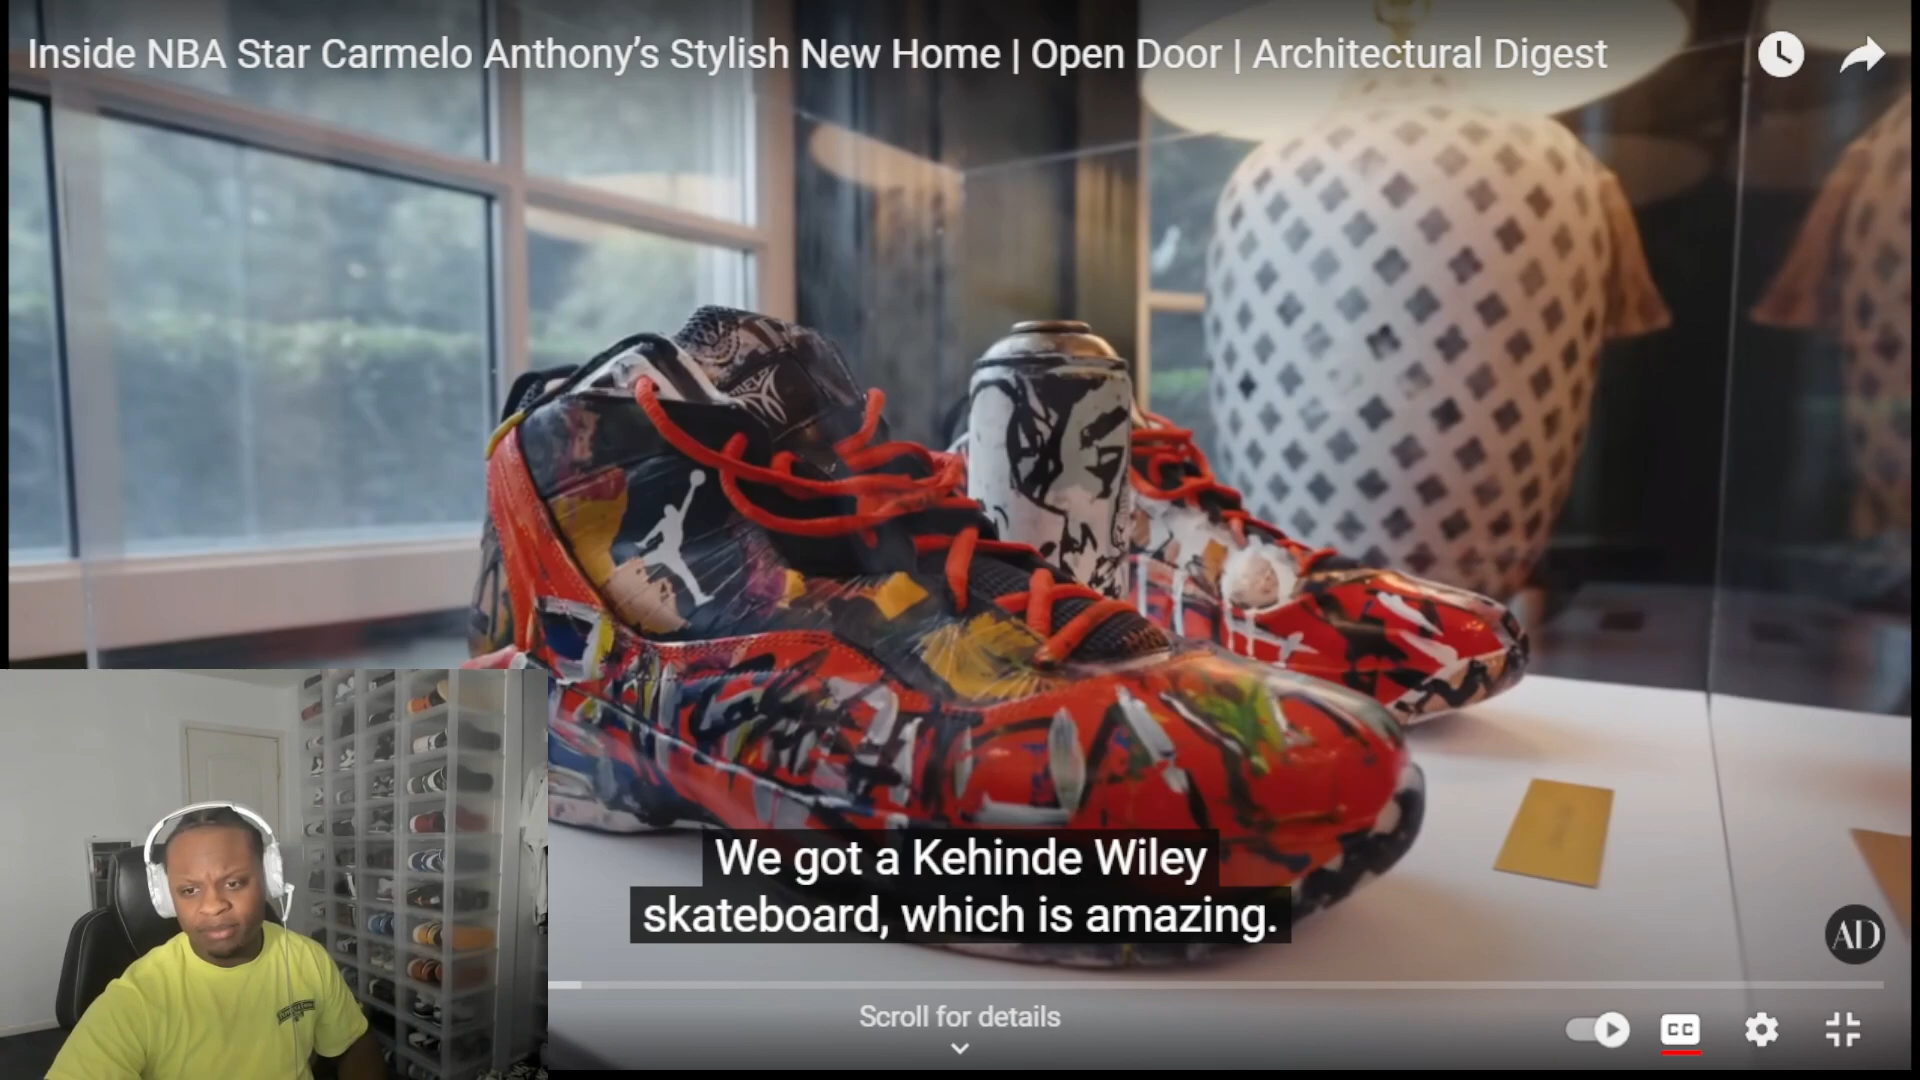 Inside NBA Star Carmelo Anthony's Stylish New Home | Open Door | Architectural Digest
We got a Kehinde Wiley
skateboard, which is amazing.
AD
Scroll for details
CC